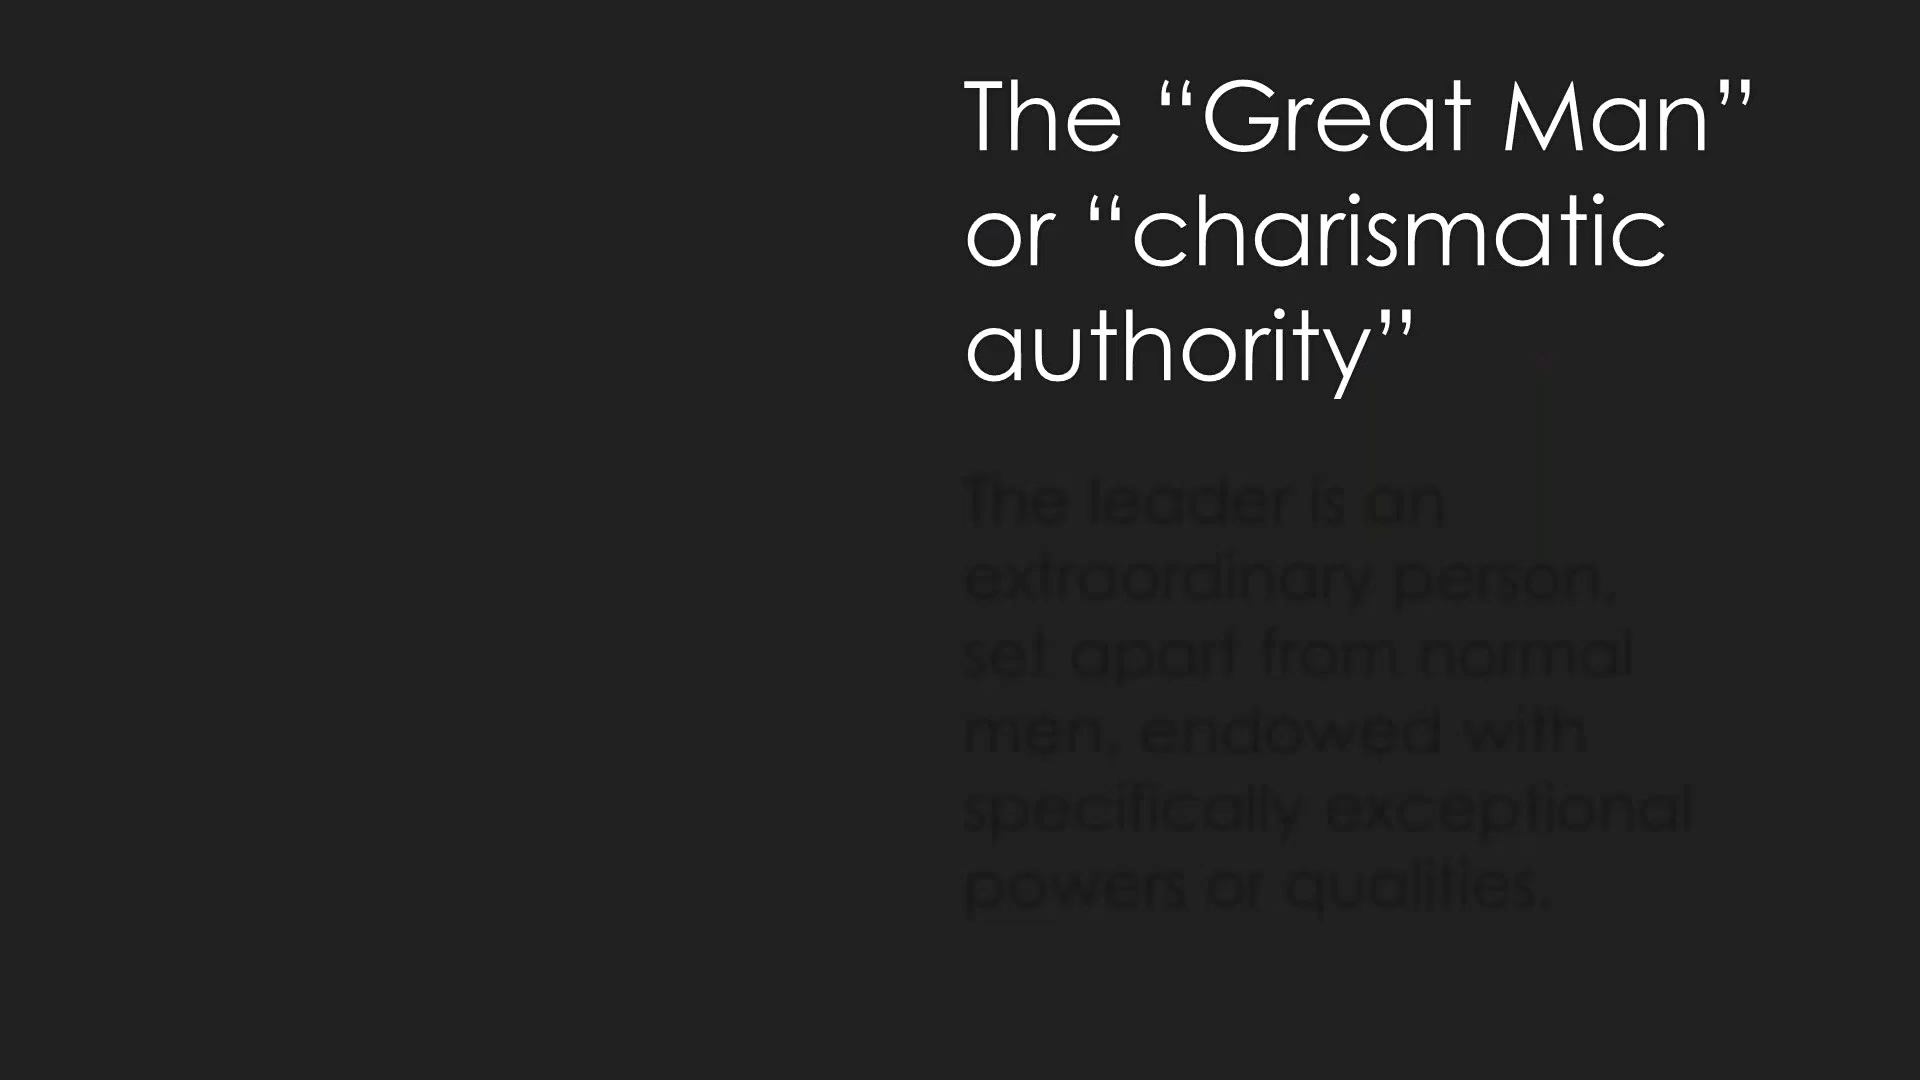 The “Great Man”
or “charismatic
authority”
The leader is an
extraordinary person,
set apart from normal
men, endowed with
specifically exceptional
powers or qualities.